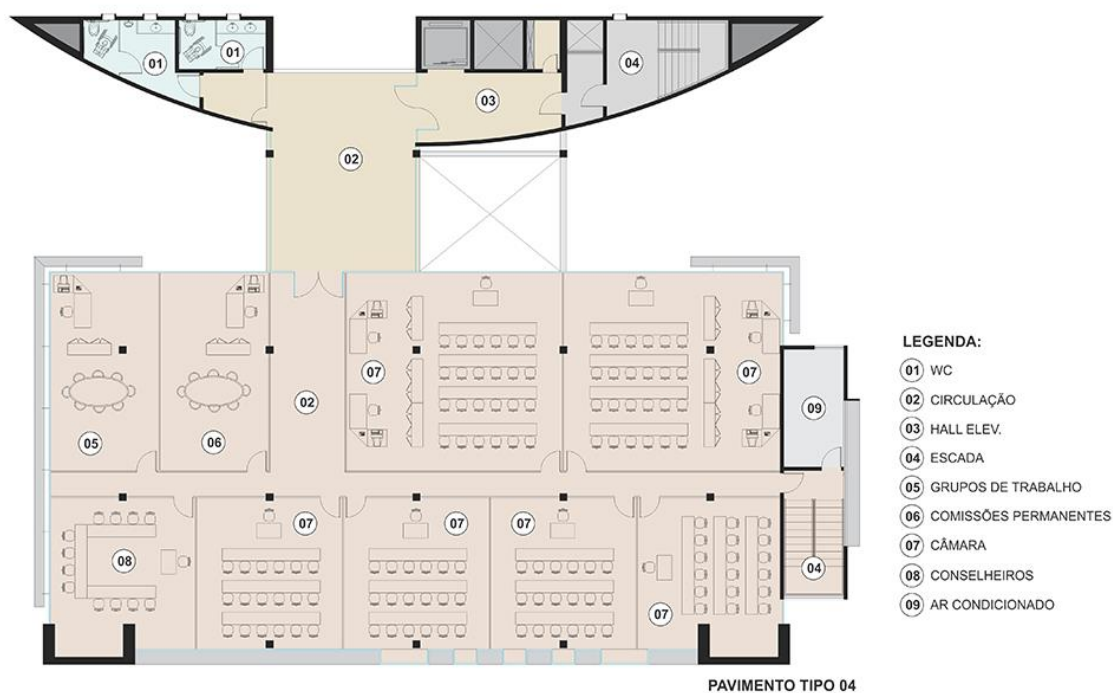 01
01
04
03
02
07
07
05
06
02
09
07
07
07
08
07
04
LEGENDA:
01 WC
02 CIRCULAÇÃO
03 HALL ELEV.
04 ESCADA
05 GRUPOS DE TRABALHO
06 COMISSÕES PERMANENTES
07 CÂMARA
08 CONSELHEIROS
09 AR CONDICIONADO
PAVIMENTO TIPO 04